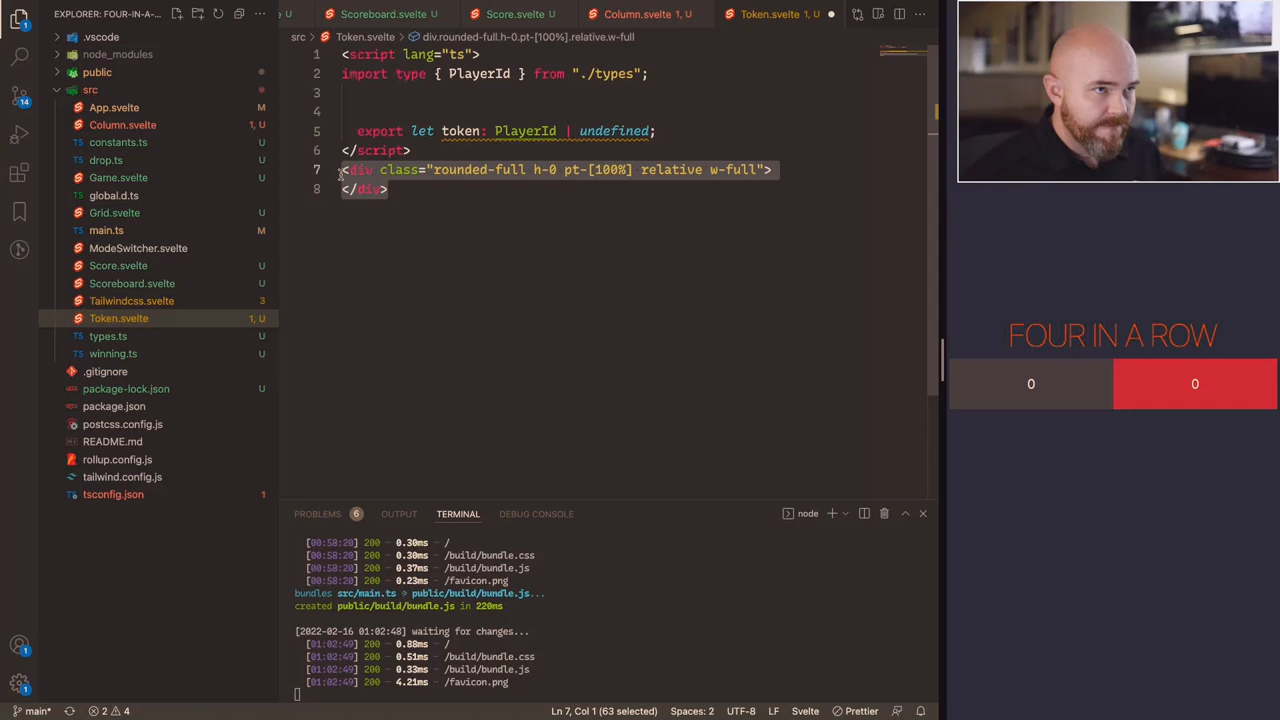 EXPLORER: FOUR-IN-A-...
.vscode
node_modules
public
src
App.svelte M
Column.svelte 1, U
constants.ts U
drop.ts U
Game.svelte U
global.d.ts
Grid.svelte U
main.ts M
ModeSwitcher.svelte
Score.svelte U
Scoreboard.svelte U
Tailwindcss.svelte 3
Token.svelte 1, U
types.ts U
winning.ts U
.gitignore
package-lock.json U
package.json
postcss.config.js
README.md
rollup.config.js
tailwind.config.js
tsconfig.json 1
14
1
1
U Scoreboard.svelte U Score.svelte U Column.svelte 1, U Token.svelte 1, U
src > Token.svelte > div.rounded-full.h-0.pt-[100%].relative.w-full
1 <script lang="ts">
2 import type { PlayerId } from "./types";
3
4
5 export let token: PlayerId | undefined;
6 </script>
7 <div class="rounded-full h-0 pt-[100%] relative w-full">
8 </div>
PROBLEMS 6 OUTPUT TERMINAL DEBUG CONSOLE node
[00:58:20] 200 ─ 0.30ms ─ /
[00:58:20] 200 ─ 0.30ms ─ /build/bundle.css
[00:58:20] 200 ─ 0.37ms ─ /build/bundle.js
[00:58:20] 200 ─ 0.23ms ─ /favicon.png
bundles src/main.ts → public/build/bundle.js...
created public/build/bundle.js in 220ms
[2022-02-16 01:02:48] waiting for changes...
[01:02:49] 200 ─ 0.88ms ─ /
[01:02:49] 200 ─ 0.51ms ─ /build/bundle.css
[01:02:49] 200 ─ 0.33ms ─ /build/bundle.js
[01:02:49] 200 ─ 4.21ms ─ /favicon.png
main* 2 4 Ln 7, Col 1 (63 selected) Spaces: 2 UTF-8 LF Svelte Prettier
FOUR IN A ROW
0 0